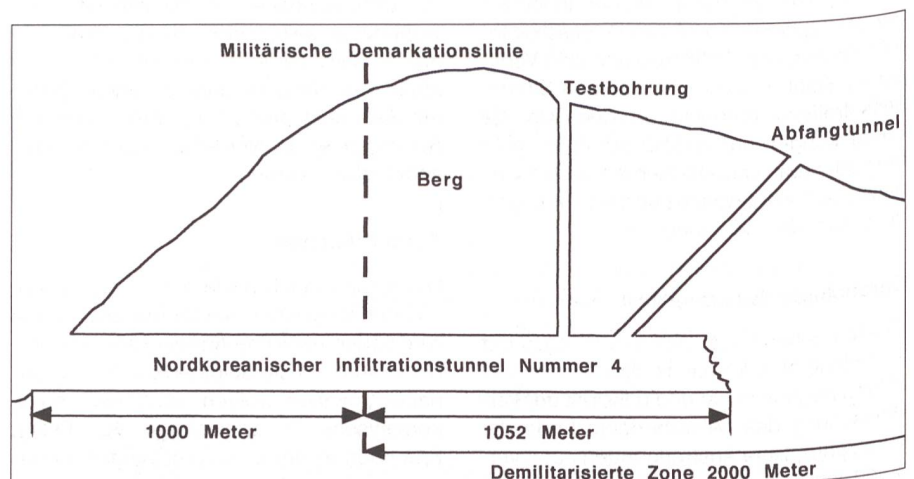 Militärische Demarkationslinie
Testbohrung
Abfangtunnel
Berg
Nordkoreanischer Infiltrationstunnel Nummer 4
1000 Meter
1052 Meter
Demilitarisierte Zone 2000 Meter